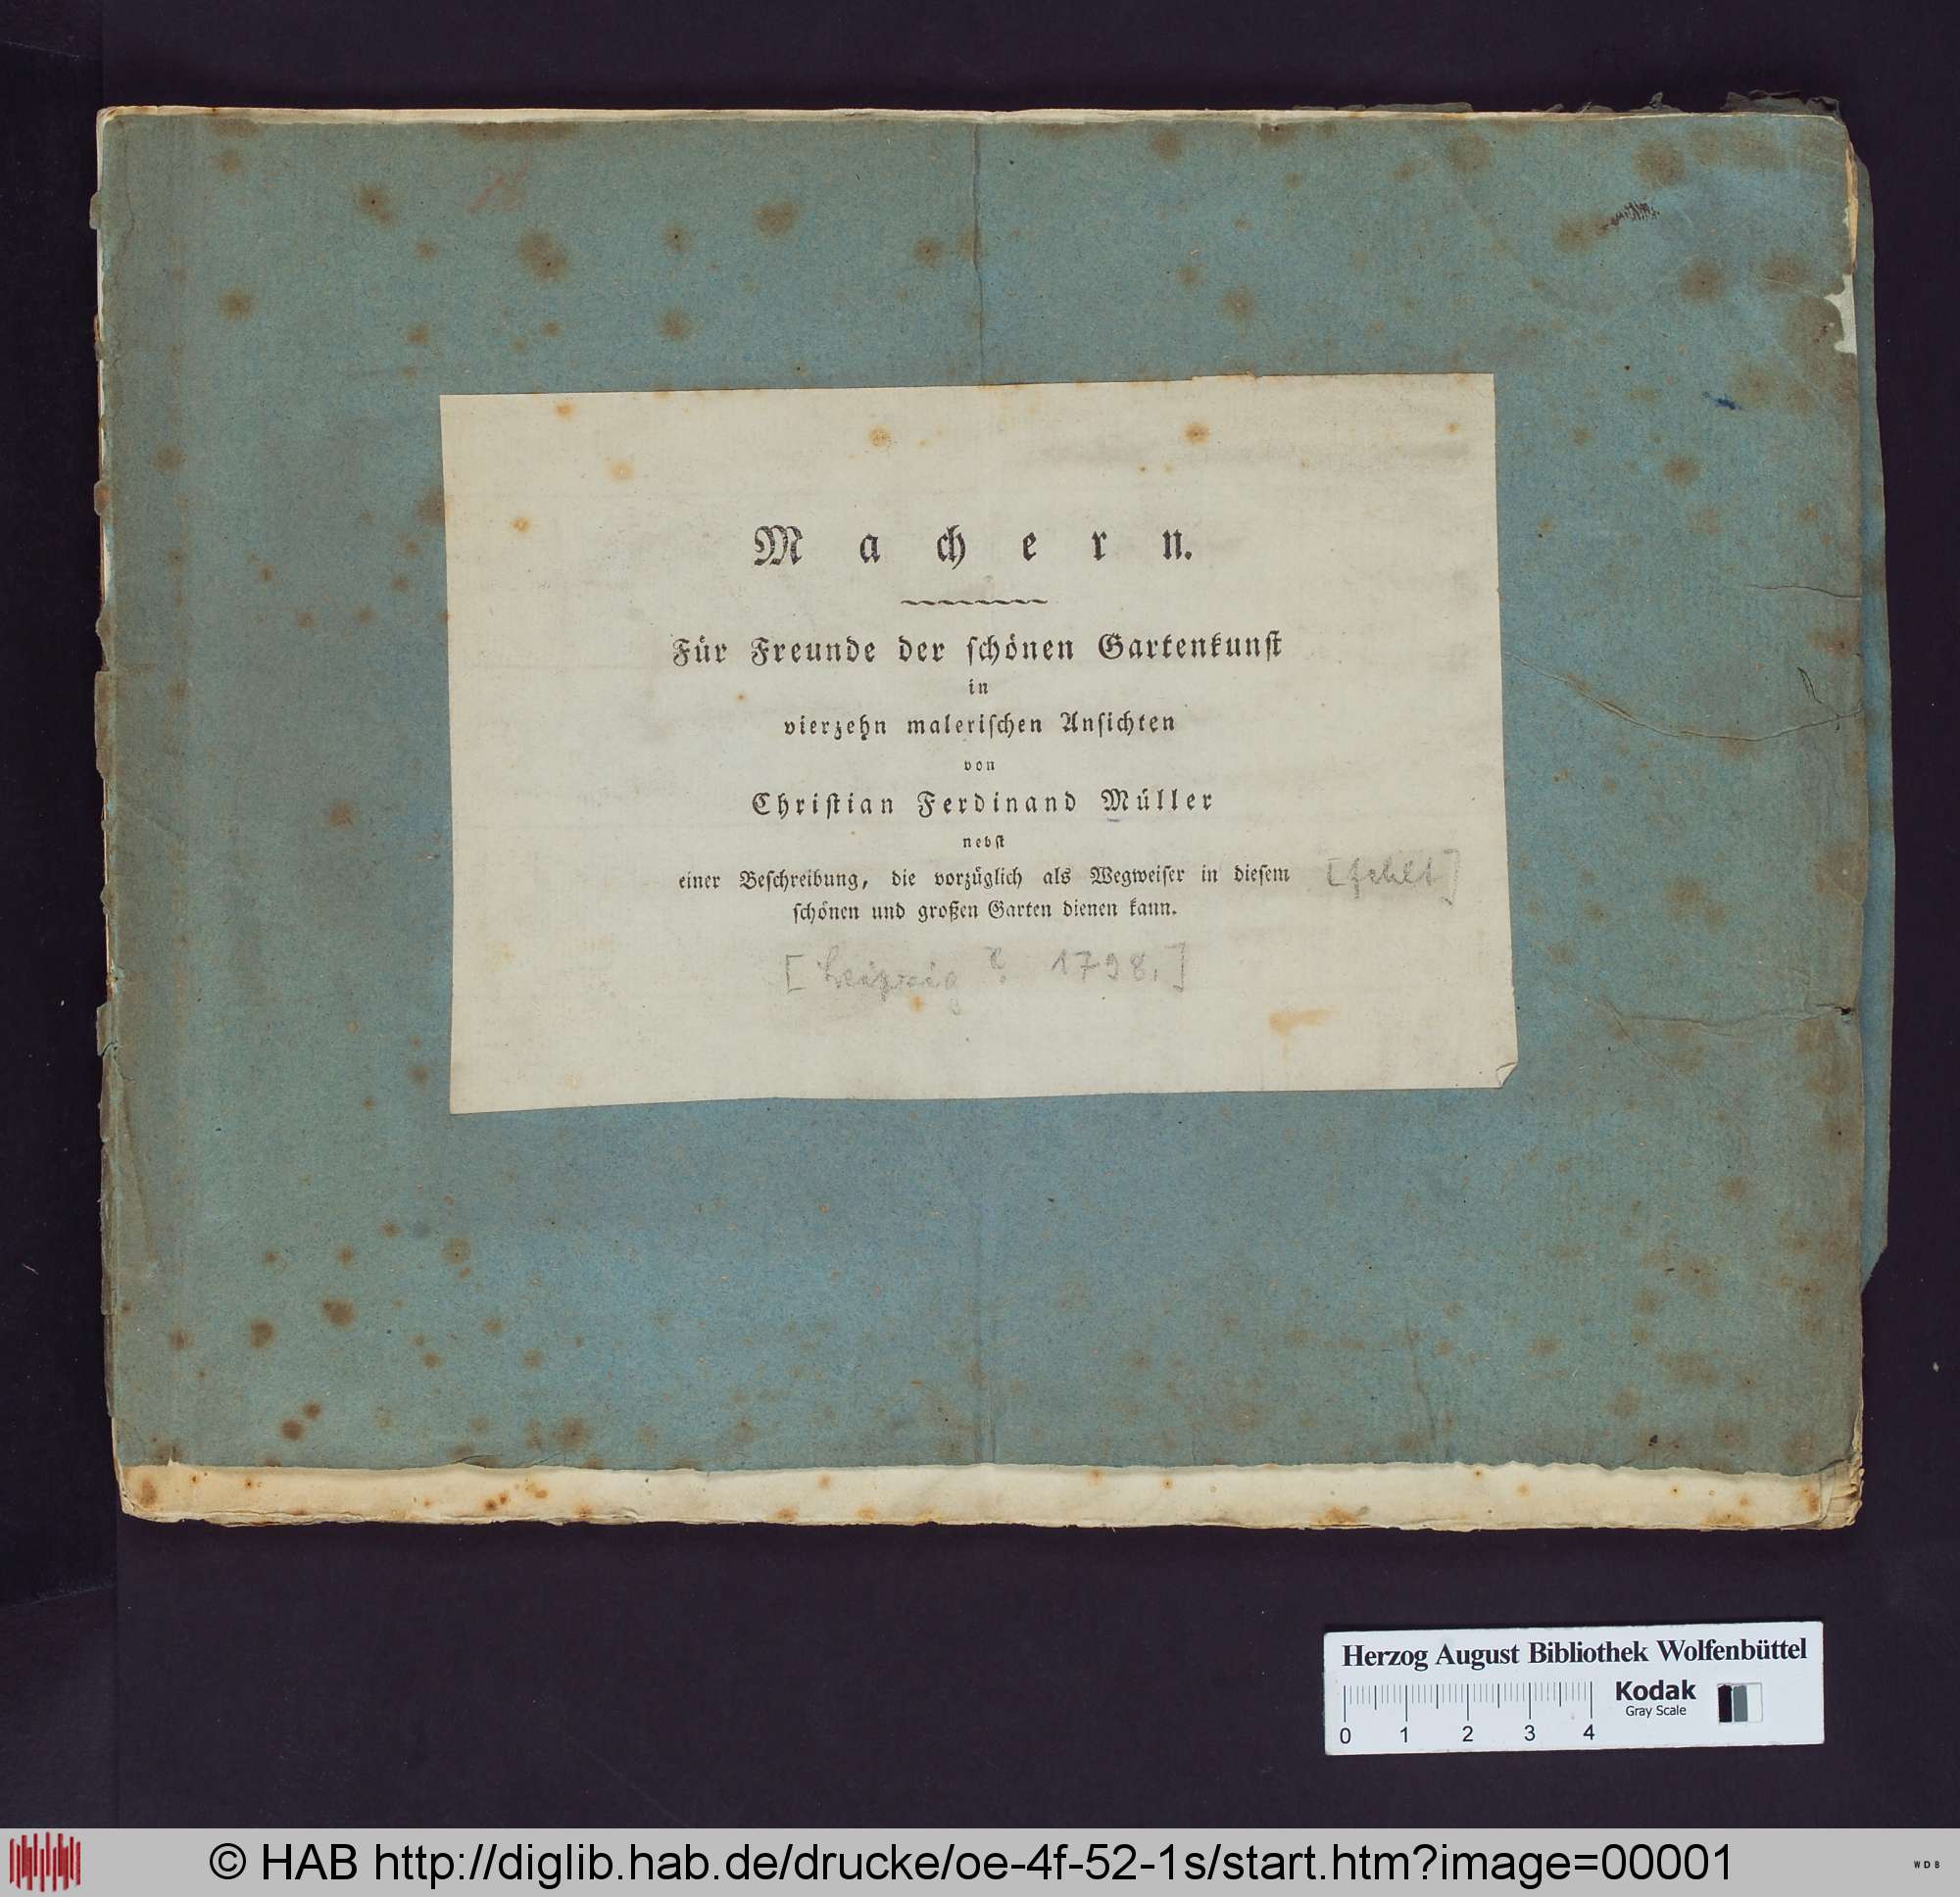 Machern.
Für Freunde der ſchönen Gartenkunſt
in
vierzehn maleriſchen Anſichten
von
Chriſtian Ferdinand Müller
nebſt
einer Beſchreibung, die vorzüglich als Wegweiſer in dieſem [fehlt]
ſchönen und großen Garten dienen kann.
[Leipzig? 1798.]
Herzog August Bibliothek Wolfenbüttel
Kodak
Gray Scale
0 1 2 3 4
© HAB http://diglib.hab.de/drucke/oe-4f-52-1s/start.htm?image=00001
WDB